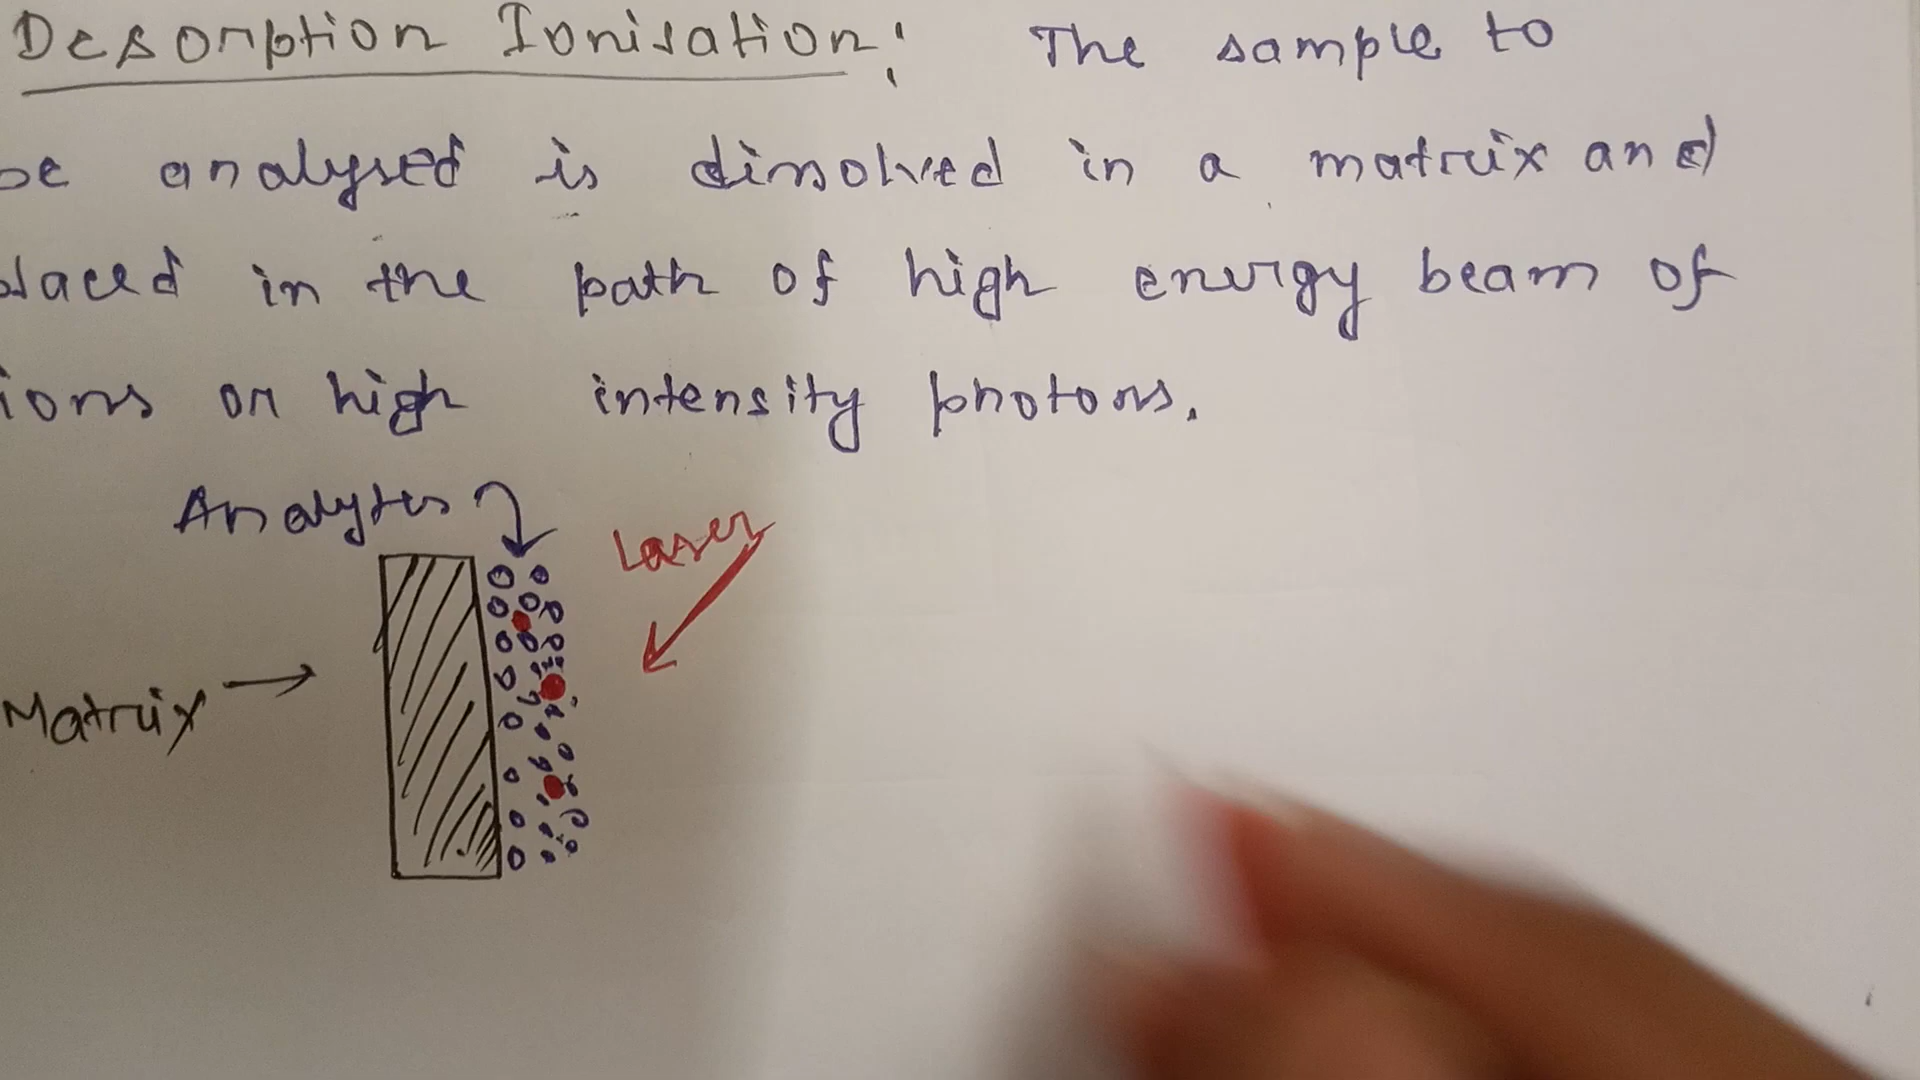 Desorption Ionisation: The sample to
be analysed is dissolved in a matrix and
placed in the path of high energy beam of
ions or high intensity photons.
Analytes
Laser
Matrix